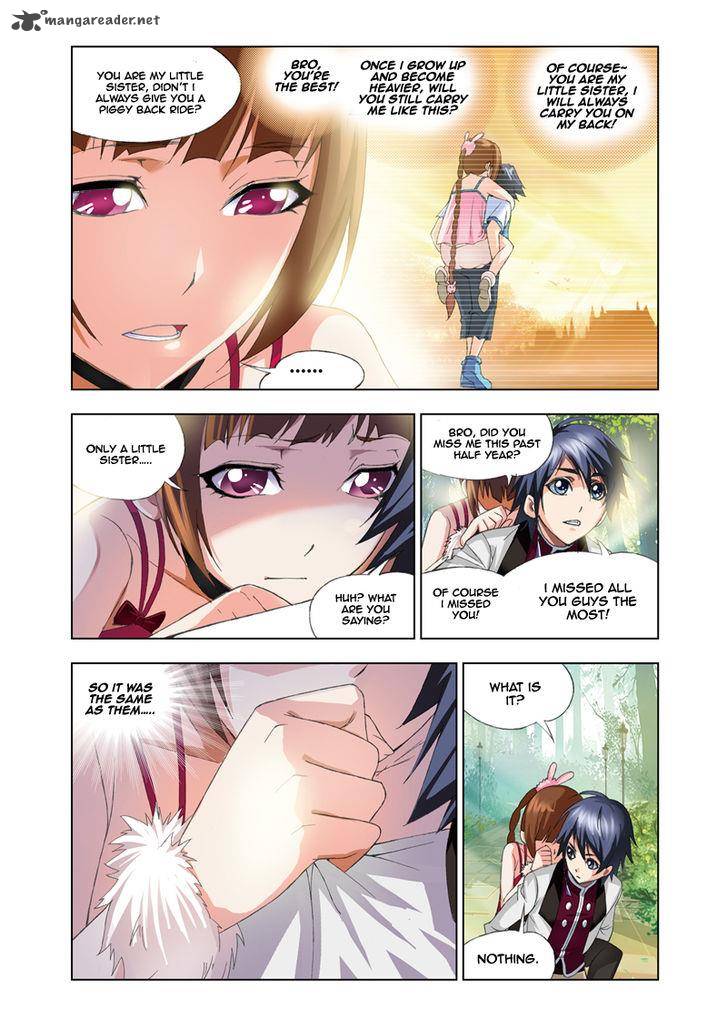 mangareader.net
YOU ARE MY LITTLE
SISTER, DIDN'T I
ALWAYS GIVE YOU A
PIGGY BACK RIDE?
BRO,
YOU'RE
THE BEST!
ONCE I GROW
UP AND
BECOME
HEAVIER, WILL
YOU STILL CARRY
ME LIKE THIS?
OF COURSE~
YOU ARE MY
LITTLE SISTER, I
WILL ALWAYS
CARRY YOU ON
MY BACK!
......
ONLY A LITTLE
SISTER.....
HUH? WHAT
ARE YOU
SAYING?
BRO, DID YOU
MISS ME THIS PAST
HALF YEAR?
OF COURSE
I MISSED
YOU!
I MISSED ALL
YOU GUYS THE
MOST!
SO IT WAS
THE SAME
AS THEM.....
WHAT IS
IT?
NOTHING.